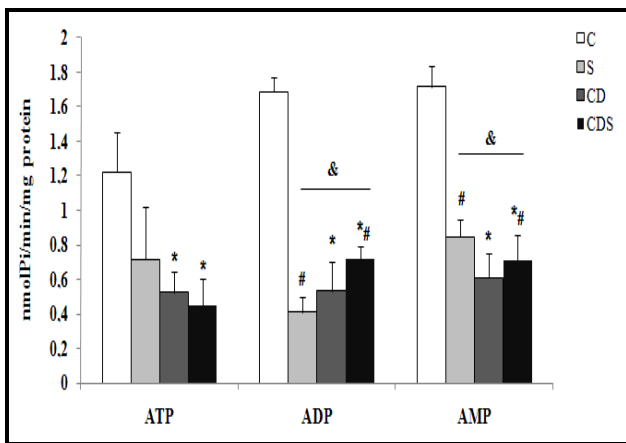 nmolPi/min/mg protein
2
1.8
1.6
1.4
1.2
1
0.8
0.6
0.4
0.2
0
C
S
CD
CDS
* *
&
# * *#
&
# * *#
ATP ADP AMP